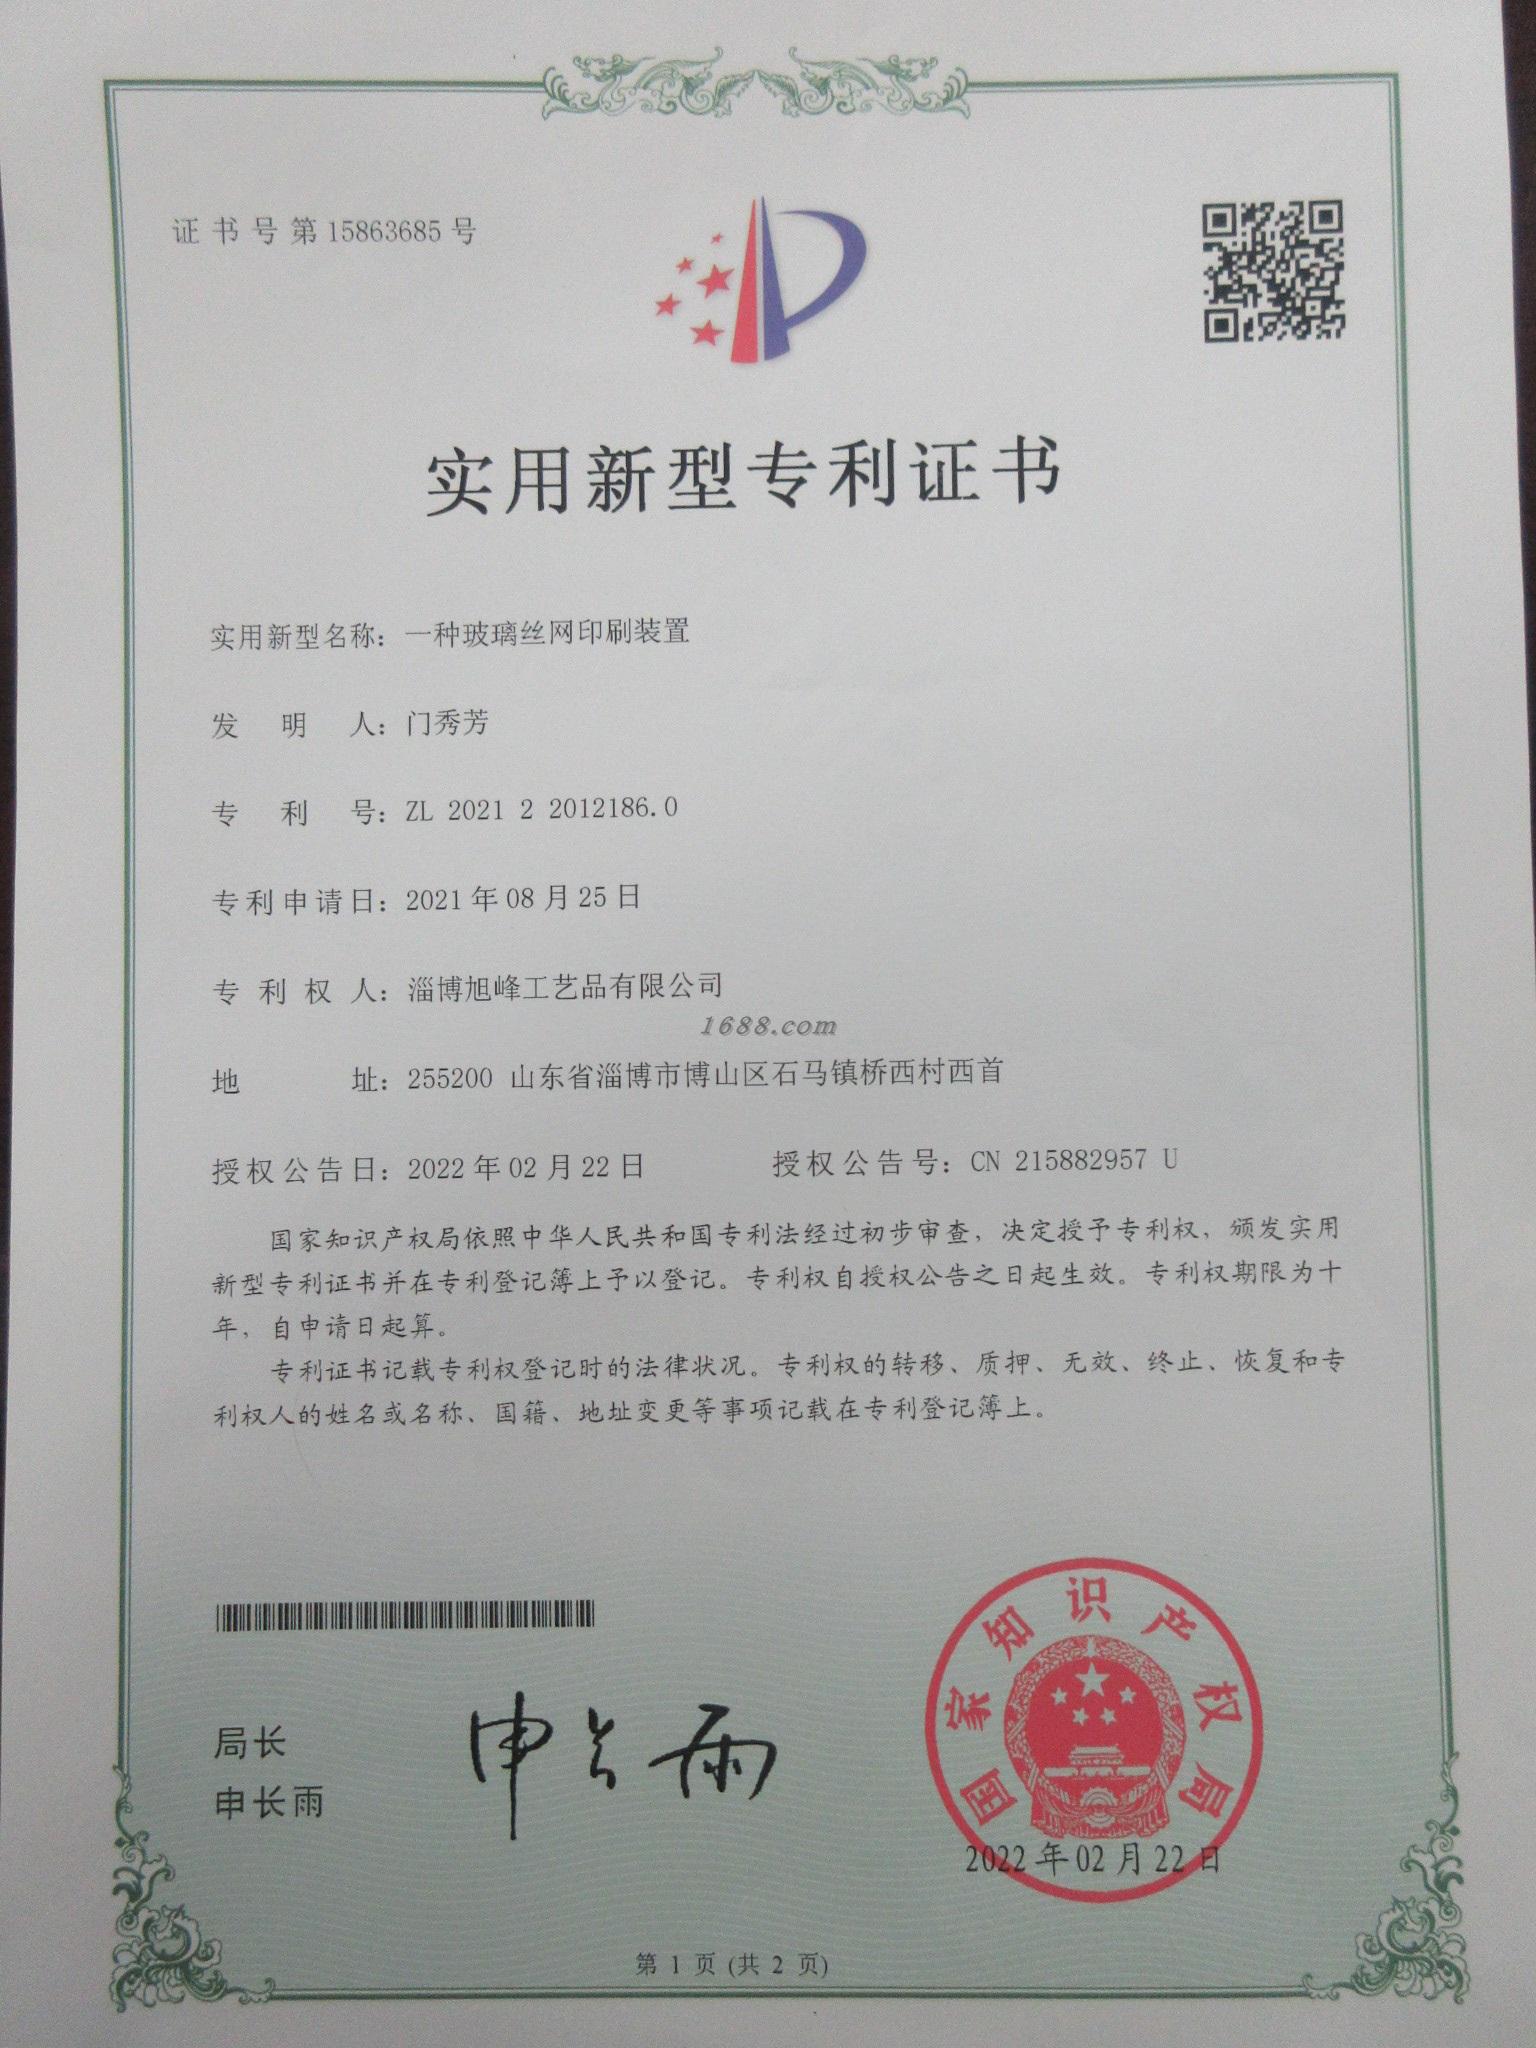 证书号第15863685号
实用新型专利证书
实用新型名称：一种玻璃丝网印刷装置
发明人：门秀芳
专利号：ZL 2021 2 2012186.0
专利申请日：2021年08月25日
专利权人：淄博旭峰工艺品有限公司
1688.com
地址：255200 山东省淄博市博山区石马镇桥西村西首
授权公告日：2022年02月22日 授权公告号：CN 215882957 U
国家知识产权局依照中华人民共和国专利法经过初步审查，决定授予专利权，颁发实用
新型专利证书并在专利登记簿上予以登记。专利权自授权公告之日起生效。专利权期限为十
年，自申请日起算。
专利证书记载专利权登记时的法律状况。专利权的转移、质押、无效、终止、恢复和专
利权人的姓名或名称、国籍、地址变更等事项记载在专利登记簿上。
局长
申长雨
申长雨
国家知识产权局
2022年02月22日
第 1 页 (共 2 页)